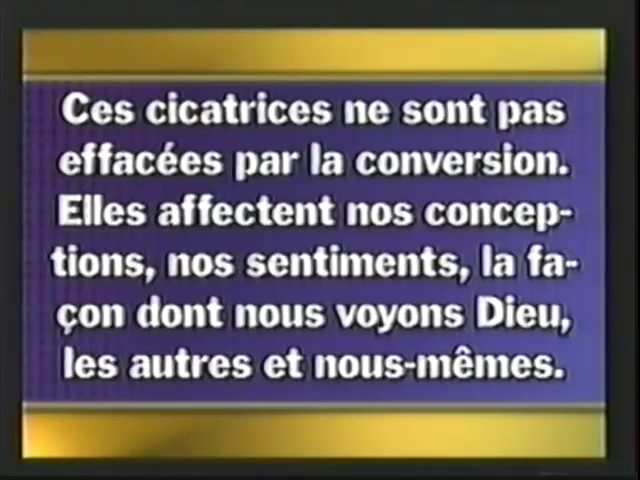 Ces cicatrices ne sont pas
effacées par la conversion.
Elles affectent nos concep-
tions, nos sentiments, la fa-
çon dont nous voyons Dieu,
les autres et nous-mêmes.